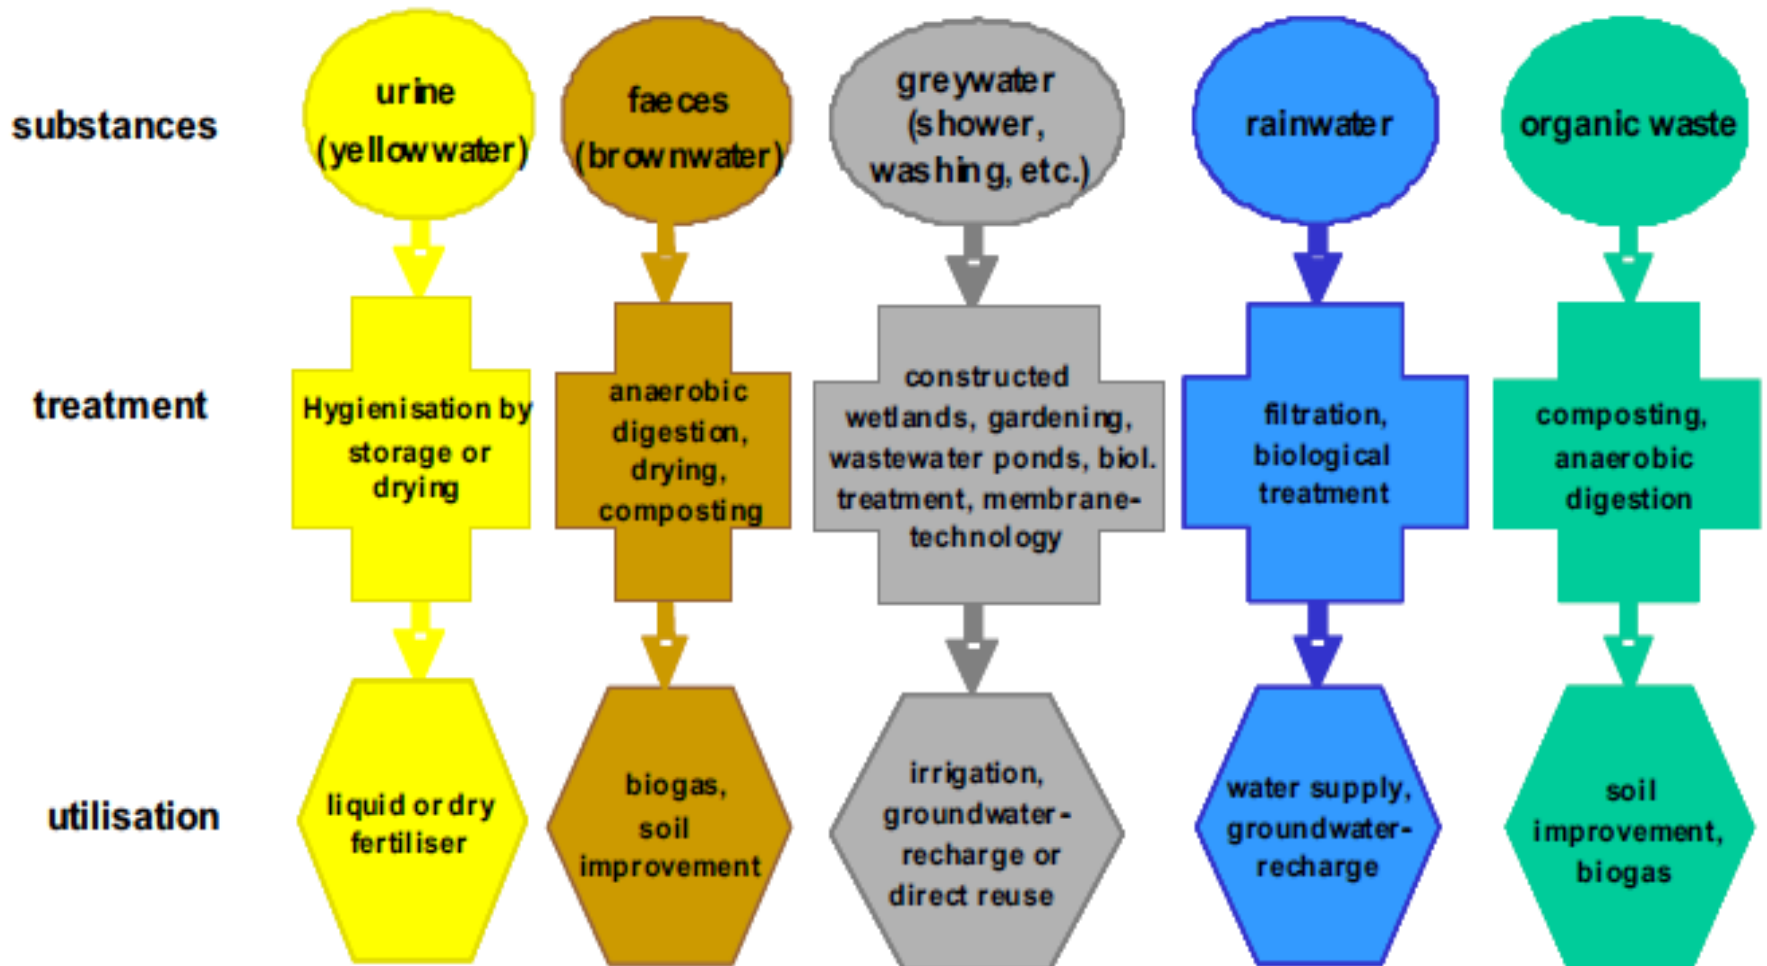 substances
urine
(yellowwater)
faeces
(brownwater)
greywater
(shower,
washing, etc.)
rainwater
organic waste
treatment
Hygienisation by
storage or
drying
anaerobic
digestion,
drying,
composting
constructed
wetlands, gardening,
wastewater ponds, biol.
treatment, membrane-
technology
filtration,
biological
treatment
composting,
anaerobic
digestion
utilisation
liquid or dry
fertiliser
biogas,
soil
improvement
irrigation,
groundwater-
recharge or
direct reuse
water supply,
groundwater-
recharge
soil
improvement,
biogas